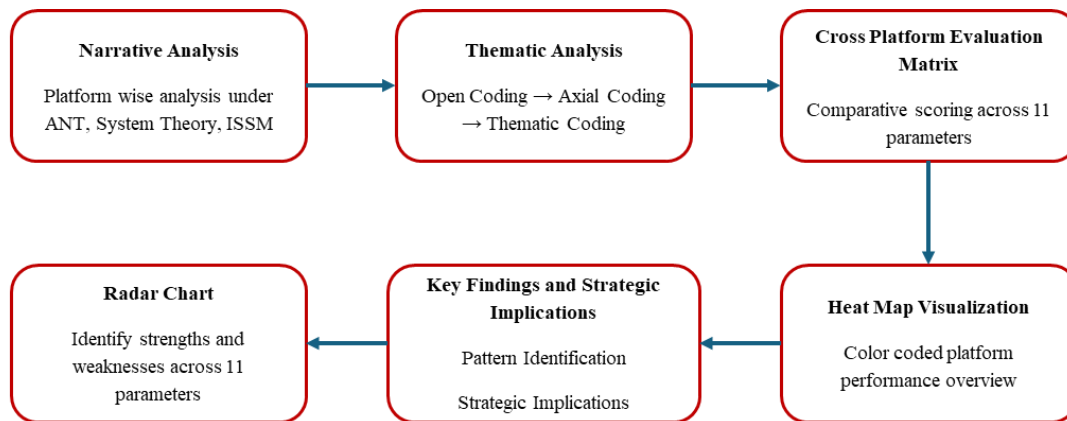 Narrative Analysis
Platform wise analysis under
ANT, System Theory, ISSM
Thematic Analysis
Open Coding → Axial Coding
→ Thematic Coding
Cross Platform Evaluation
Matrix
Comparative scoring across 11
parameters
Radar Chart
Identify strengths and
weaknesses across 11
parameters
Key Findings and Strategic
Implications
Pattern Identification
Strategic Implications
Heat Map Visualization
Color coded platform
performance overview